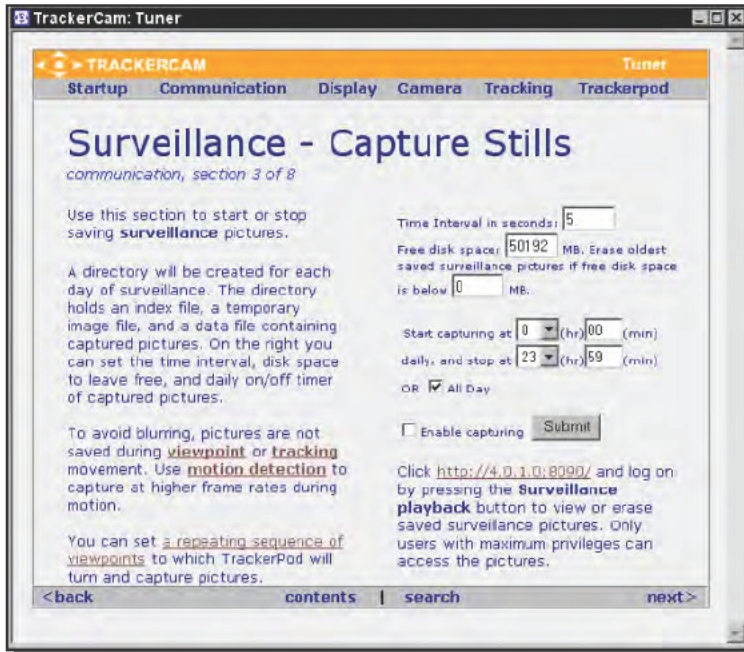 TrackerCam: Tuner
TRACKERCAM Tuner
Startup Communication Display Camera Tracking Trackerpod
Surveillance - Capture Stills
communication, section 3 of 8
Use this section to start or stop
saving surveillance pictures.
A directory will be created for each
day of surveillance. The directory
holds an index file, a temporary
image file, and a data file containing
captured pictures. On the right you
can set the time interval, disk space
to leave free, and daily on/off timer
of captured pictures.
To avoid blurring, pictures are not
saved during viewpoint or tracking
movement. Use motion detection to
capture at higher frame rates during
motion.
You can set a repeating sequence of
viewpoints to which TrackerPod will
turn and capture pictures.
Time Interval in seconds: 5
Free disk space: 50192 MB. Erase oldest
saved surveillance pictures if free disk space
is below 0 MB.
Start capturing at 0 (hr) 00 (min)
daily, and stop at 23 (hr) 59 (min)
OR All Day
Enable capturing Submit
Click http://4.0.1.0:8090/ and log on
by pressing the Surveillance
playback button to view or erase
saved surveillance pictures. Only
users with maximum privileges can
access the pictures.
<back contents | search next>